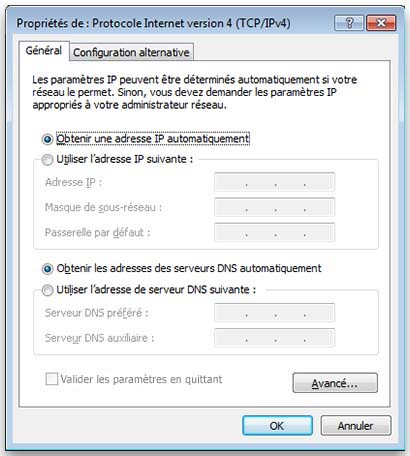 Propriétés de : Protocole Internet version 4 (TCP/IPv4)
Général
Configuration alternative
Les paramètres IP peuvent être déterminés automatiquement si votre
réseau le permet. Sinon, vous devez demander les paramètres IP
appropriés à votre administrateur réseau.
Obtenir une adresse IP automatiquement
Utiliser l'adresse IP suivante :
Adresse IP :
Masque de sous-réseau :
Passerelle par défaut :
Obtenir les adresses des serveurs DNS automatiquement
Utiliser l'adresse de serveur DNS suivante :
Serveur DNS préféré :
Serveur DNS auxiliaire :
Valider les paramètres en quittant
Avancé...
OK
Annuler